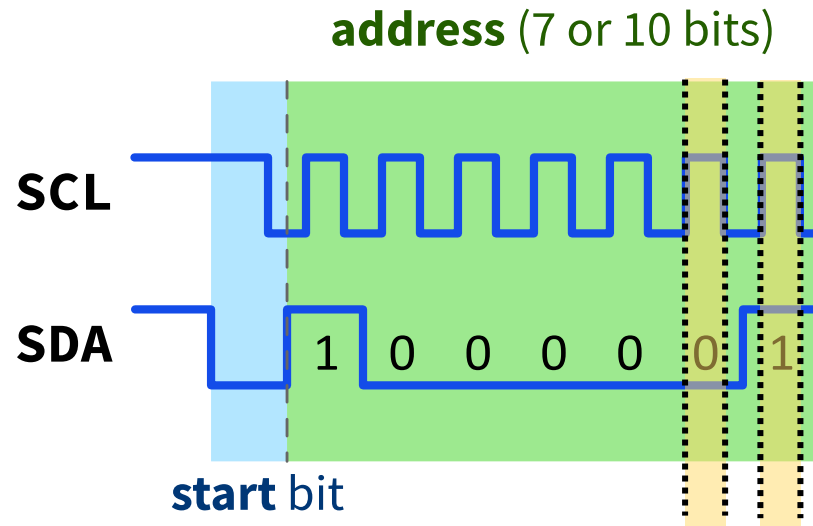 address (7 or 10 bits)
SCL
SDA
1 0 0 0 0 0 1
start bit